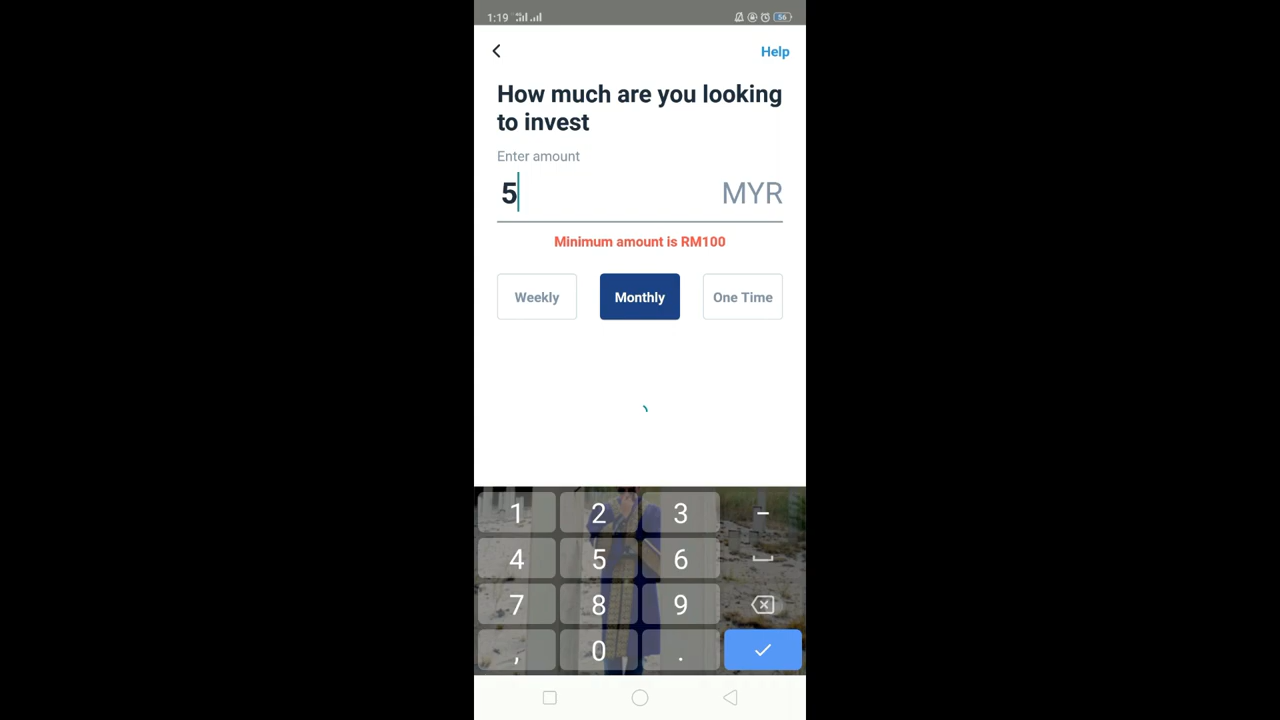 1:19 56
Help
How much are you looking
to invest
Enter amount
5 MYR
Minimum amount is RM100
Weekly Monthly One Time
1 2 3 -
4 5 6
7 8 9
, 0 .